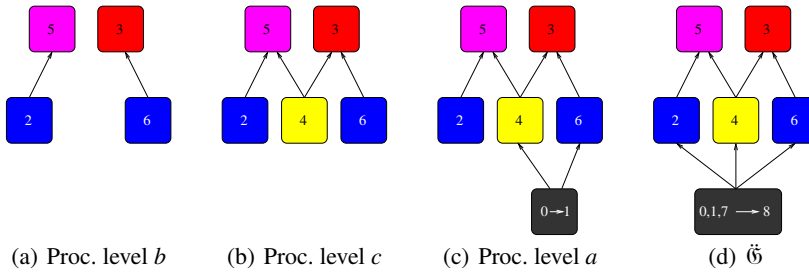 5 3 5 3 5 3 5 3
2 6 2 4 6 2 4 6 2 4 6
0→1 0,1,7 → 8
(a) Proc. level b (b) Proc. level c (c) Proc. level a (d) 𝔊̈